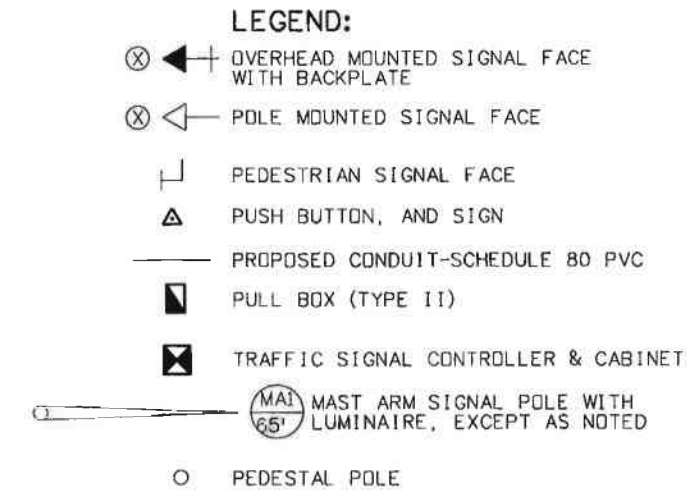 LEGEND:
X OVERHEAD MOUNTED SIGNAL FACE
WITH BACKPLATE
X POLE MOUNTED SIGNAL FACE
PEDESTRIAN SIGNAL FACE
PUSH BUTTON, AND SIGN
PROPOSED CONDUIT-SCHEDULE 80 PVC
PULL BOX (TYPE II)
TRAFFIC SIGNAL CONTROLLER & CABINET
MA1 MAST ARM SIGNAL POLE WITH
65' LUMINAIRE, EXCEPT AS NOTED
PEDESTAL POLE